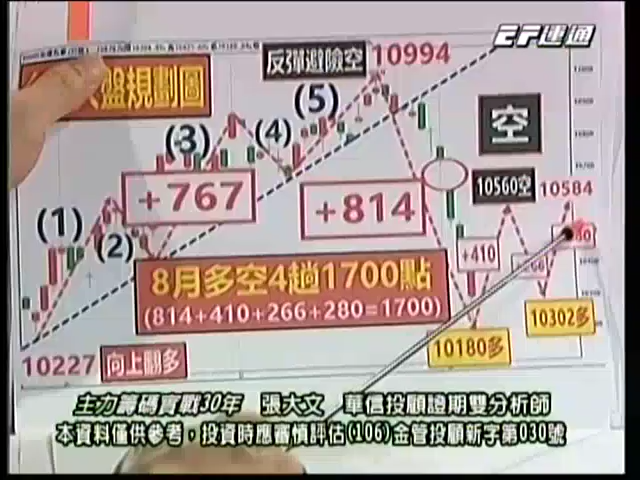 EF建通
大盤規劃圖
反彈避險空
10994
(5)
(4)
(3)
空
10560空
10584
+767
+814
(1)
(2)
+410
8月多空4趟1700點
(814+410+266+280=1700)
10302多
10180多
10227
向上翻多
主力籌碼實戰30年 張大文 華信投顧證期雙分析師
本資料僅供參考,投資時應審慎評估(106)金管投顧新字第030號